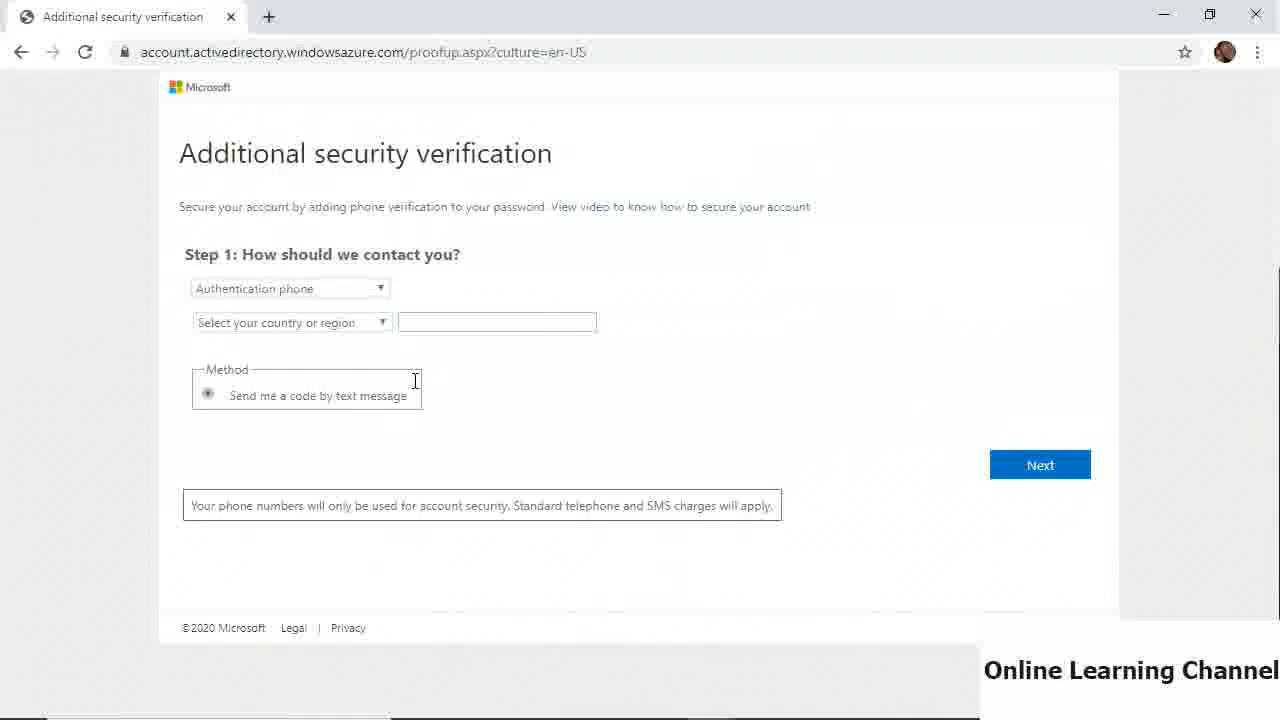 Additional security verification
account.activedirectory.windowsazure.com/proofup.aspx?culture=en-US
Microsoft
Additional security verification
Secure your account by adding phone verification to your password. View video to know how to secure your account
Step 1: How should we contact you?
Authentication phone
Select your country or region
Method
Send me a code by text message
Next
Your phone numbers will only be used for account security. Standard telephone and SMS charges will apply.
©2020 Microsoft Legal | Privacy
Online Learning Channel